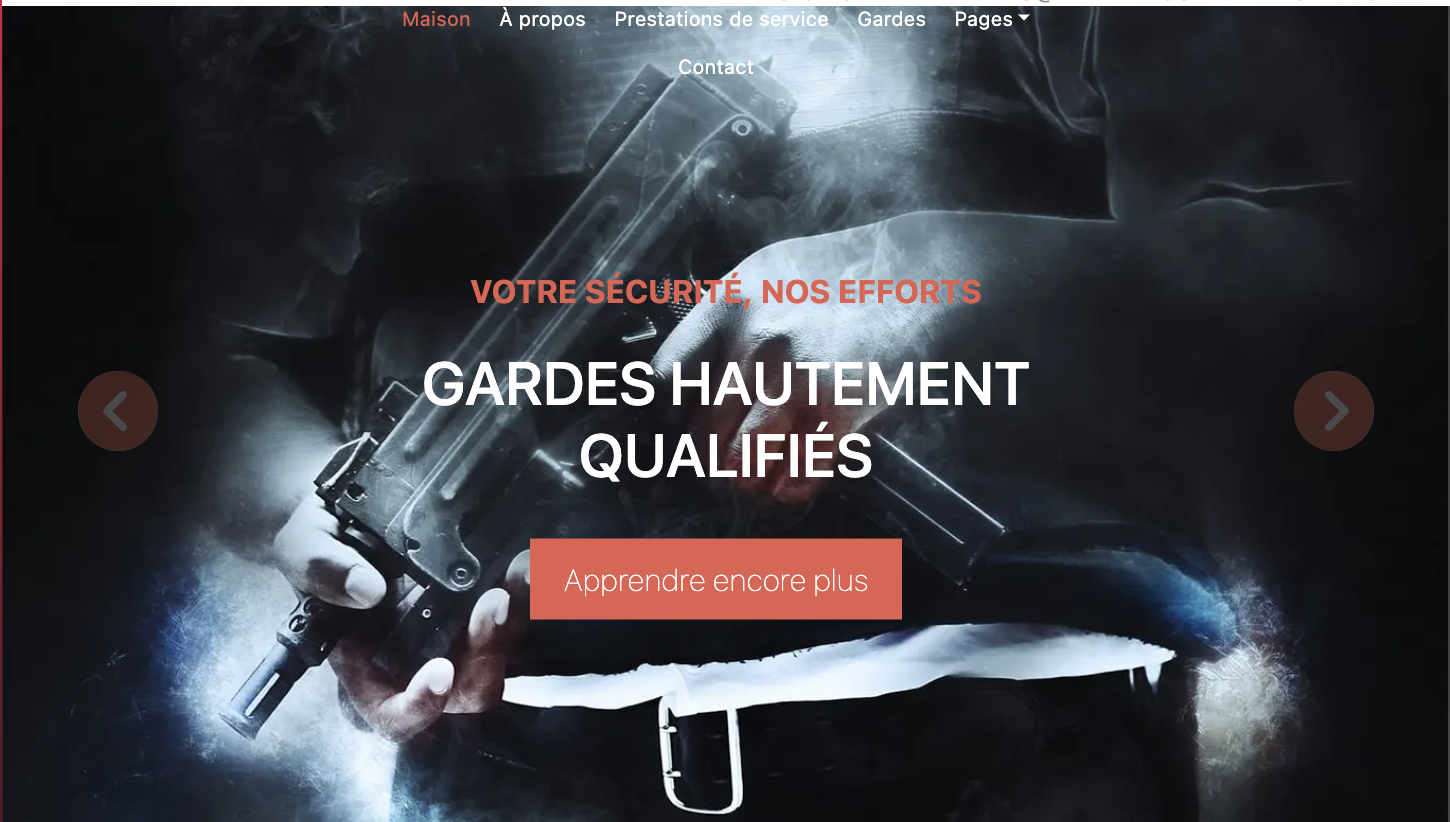 Maison À propos Prestations de service Gardes Pages
Contact
VOTRE SÉCURITÉ, NOS EFFORTS
GARDES HAUTEMENT
QUALIFIÉS
Apprendre encore plus